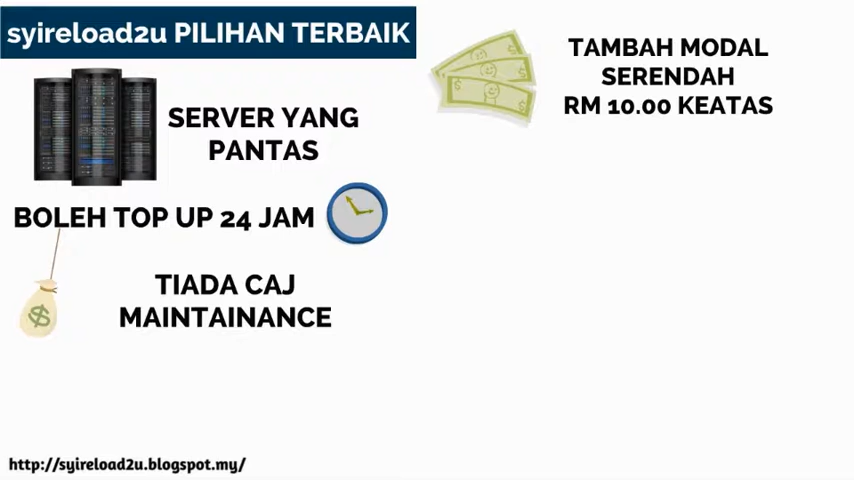 syireload2u PILIHAN TERBAIK
SERVER YANG
PANTAS
BOLEH TOP UP 24 JAM
TIADA CAJ
MAINTAINANCE
TAMBAH MODAL
SERENDAH
RM 10.00 KEATAS
http://syireload2u.blogspot.my/